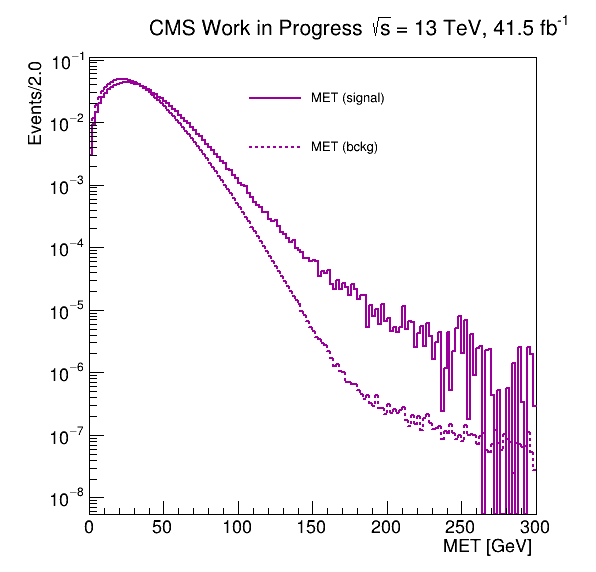 CMS Work in Progress √s = 13 TeV, 41.5 fb⁻¹
Events/2.0
10⁻¹
10⁻²
10⁻³
10⁻⁴
10⁻⁵
10⁻⁶
10⁻⁷
10⁻⁸
MET (signal)
MET (bckg)
0 50 100 150 200 250 300
MET [GeV]